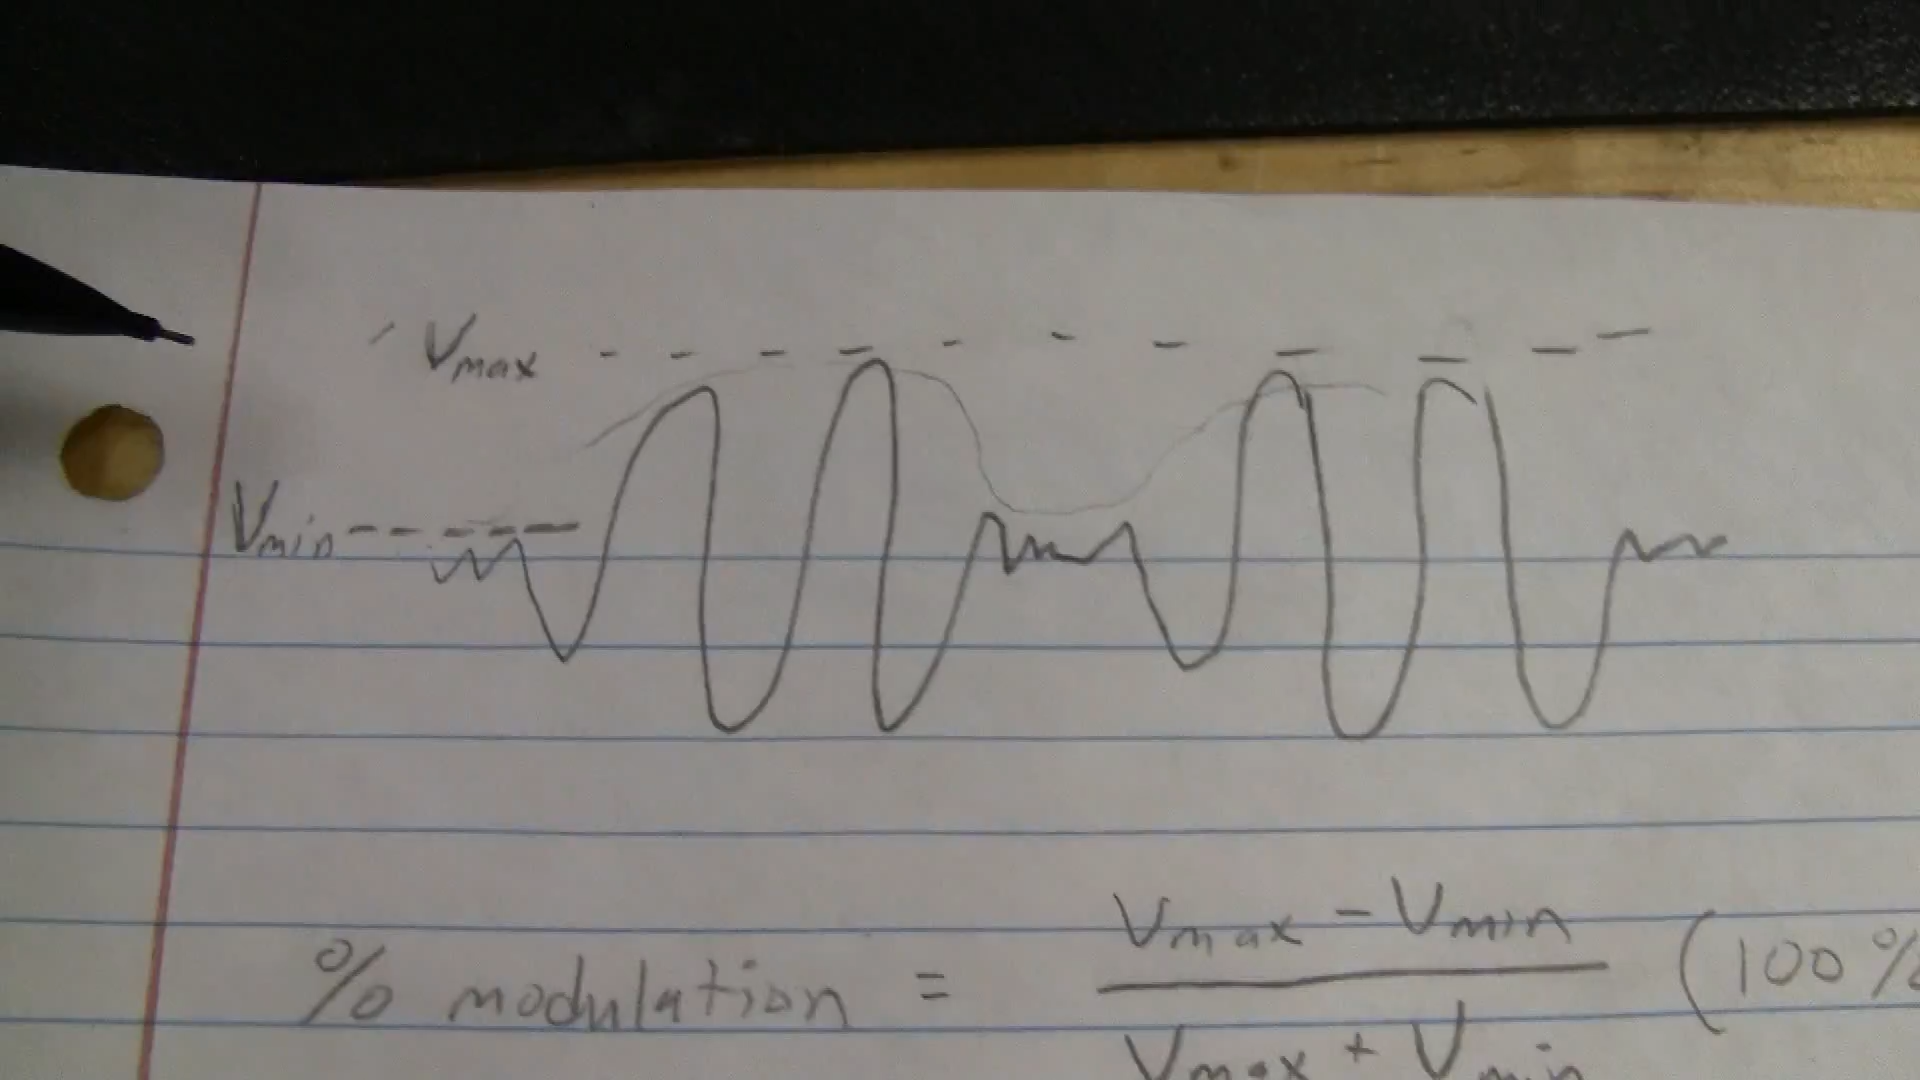 Vmax
Vmin
% modulation = Vmax - Vmin (100%
Vmax + Vmin